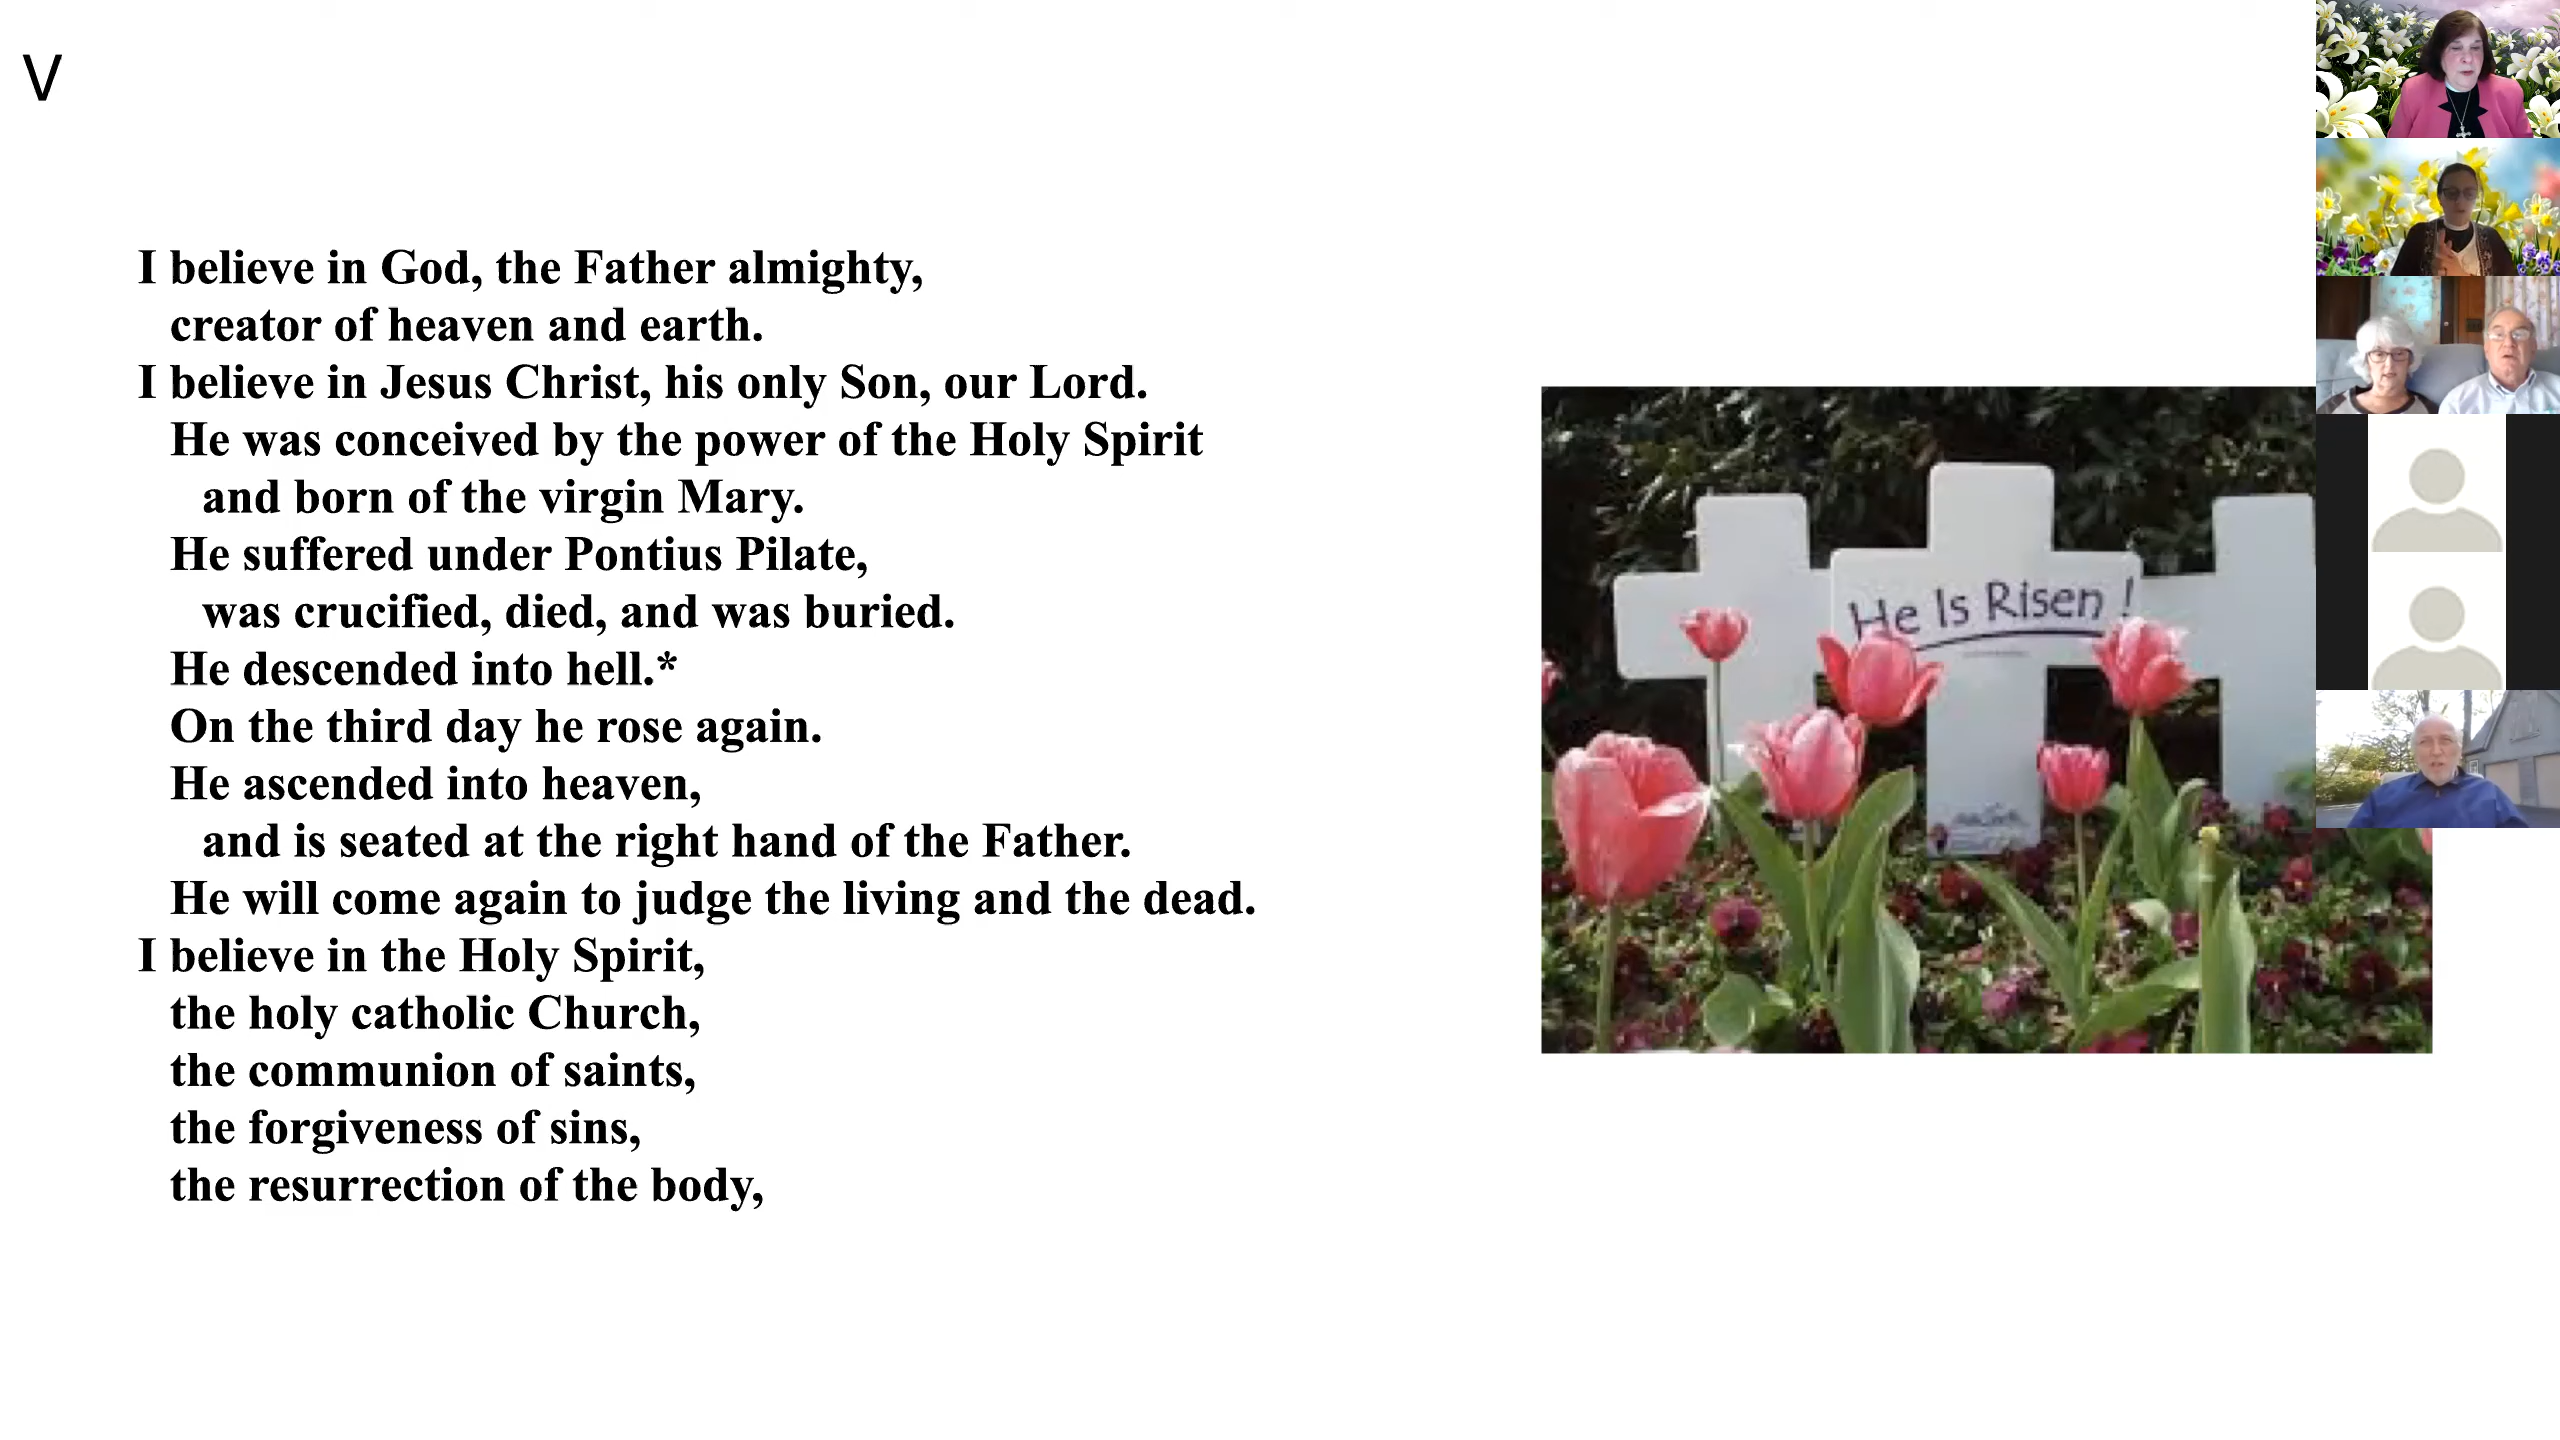 V
I believe in God, the Father almighty,
creator of heaven and earth.
I believe in Jesus Christ, his only Son, our Lord.
He was conceived by the power of the Holy Spirit
and born of the virgin Mary.
He suffered under Pontius Pilate,
was crucified, died, and was buried.
He descended into hell.*
On the third day he rose again.
He ascended into heaven,
and is seated at the right hand of the Father.
He will come again to judge the living and the dead.
I believe in the Holy Spirit,
the holy catholic Church,
the communion of saints,
the forgiveness of sins,
the resurrection of the body,
He Is Risen !